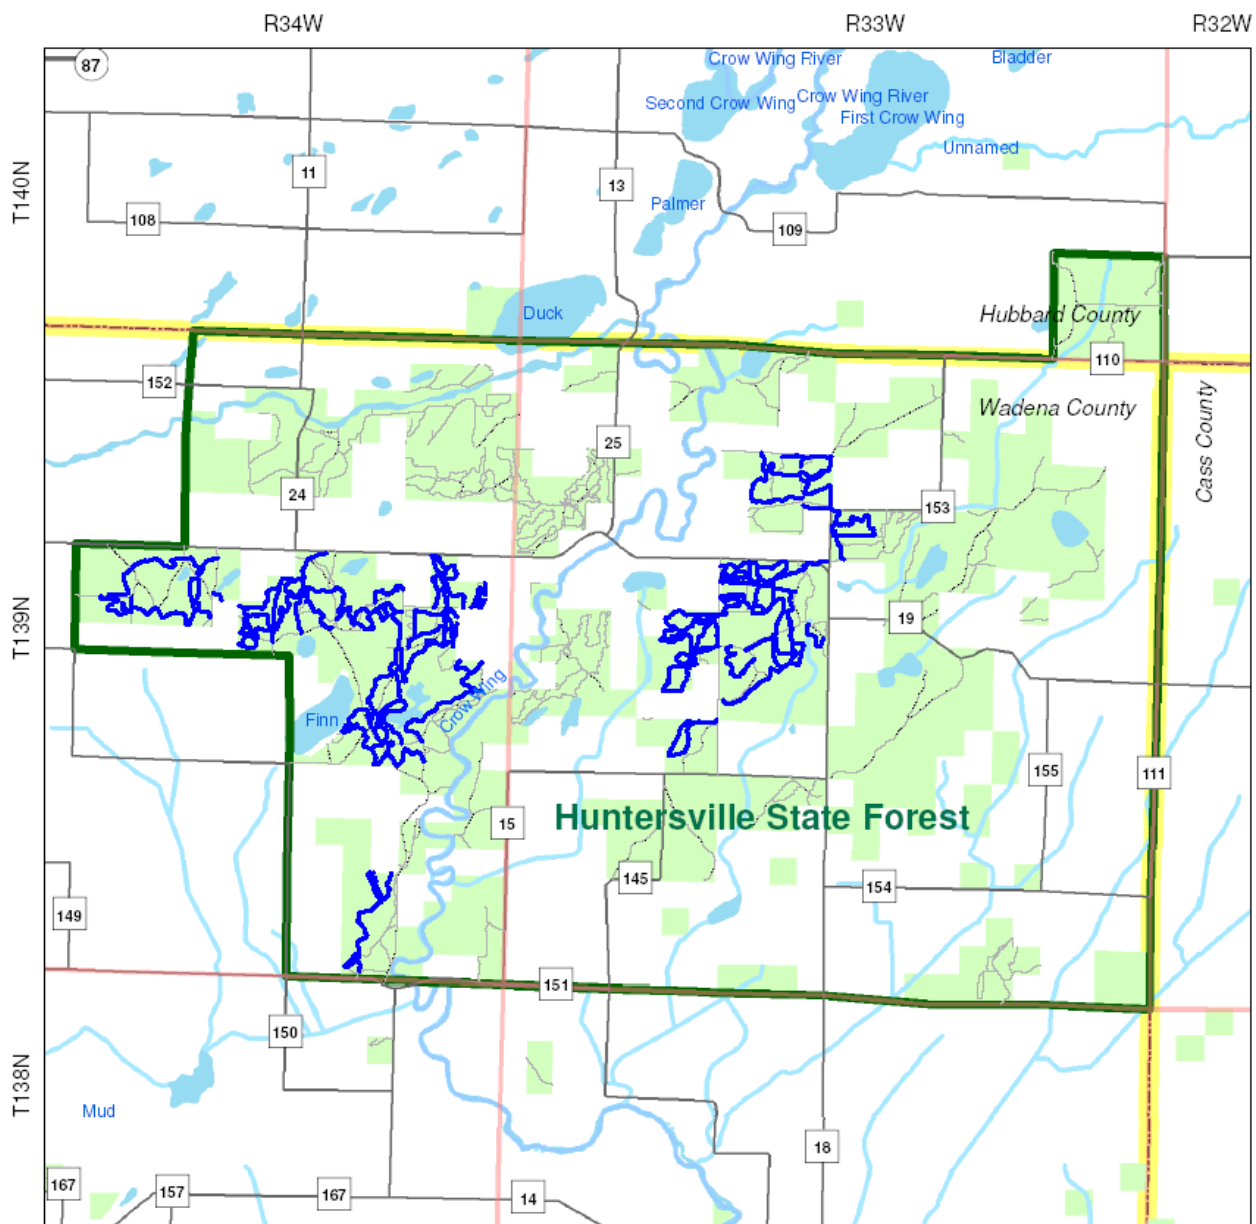 R34W
R33W
R32W
87
Crow Wing River
Bladder
Second Crow Wing
Crow Wing River
First Crow Wing
Unnamed
T140N
11
13
Palmer
108
109
Duck
Hubbard County
110
152
Wadena County
Cass County
25
24
153
T139N
19
Crow Wing
Finn
155
111
15
Huntersville State Forest
145
154
149
151
150
T138N
Mud
18
167
157
167
14